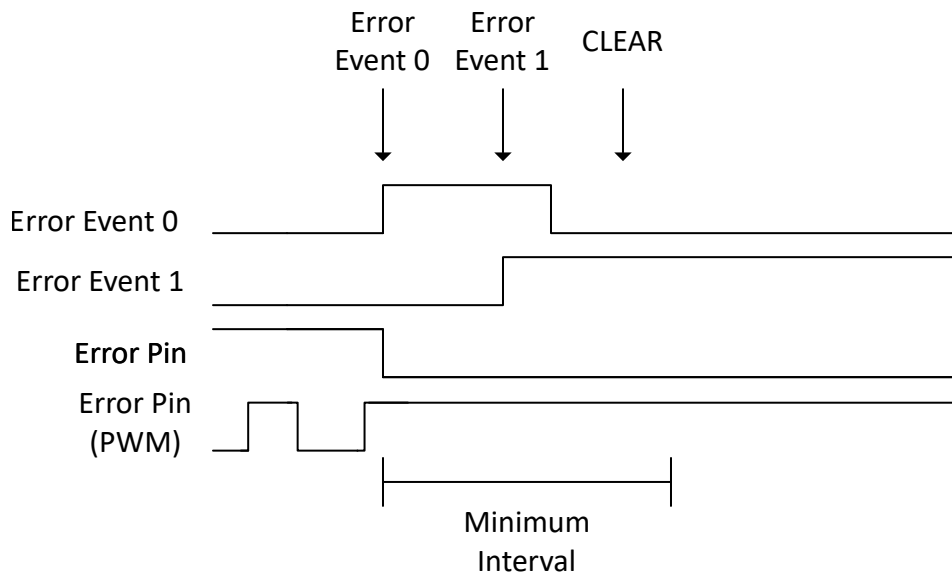 Error
Event 0
Error
Event 1
CLEAR
Error Event 0
Error Event 1
Error Pin
Error Pin
(PWM)
Minimum
Interval